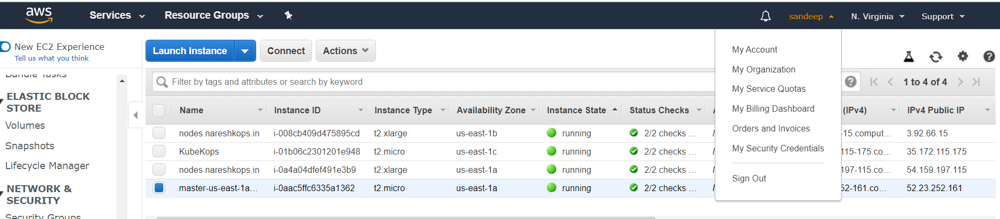 aws
Services
Resource Groups
sandeep
N. Virginia
Support
New EC2 Experience
Tell us what you think
Bundle Tasks
ELASTIC BLOCK
STORE
Volumes
Snapshots
Lifecycle Manager
NETWORK &
SECURITY
Security Groups
Launch Instance
Connect
Actions
Filter by tags and attributes or search by keyword
1 to 4 of 4
Name Instance ID Instance Type Availability Zone Instance State Status Checks (IPv4) IPv4 Public IP
nodes.nareshkops.in i-008cb409d475895cd t2.xlarge us-east-1b running 2/2 checks ... -15.comput... 3.92.66.15
KubeKops i-01b06c2301201e948 t2.micro us-east-1c running 2/2 checks ... 115-175.co... 35.172.115.175
nodes.nareshkops.in i-0a4a04dfef491e3b9 t2.xlarge us-east-1a running 2/2 checks ... 197-115.co... 54.159.197.115
master-us-east-1a... i-0aac5ffc6335a1362 t2.micro us-east-1a running 2/2 checks ... 52-161.co... 52.23.252.161
My Account
My Organization
My Service Quotas
My Billing Dashboard
Orders and Invoices
My Security Credentials
Sign Out